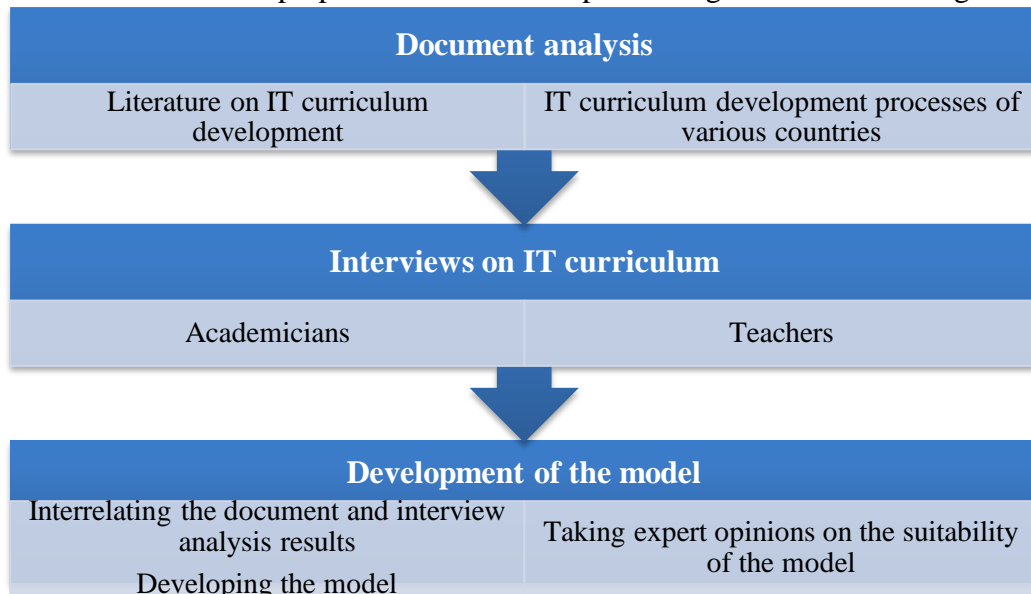 Document analysis
Literature on IT curriculum
development
IT curriculum development processes of
various countries
Interviews on IT curriculum
Academicians
Teachers
Development of the model
Interrelating the document and interview
analysis results
Developing the model
Taking expert opinions on the suitability
of the model